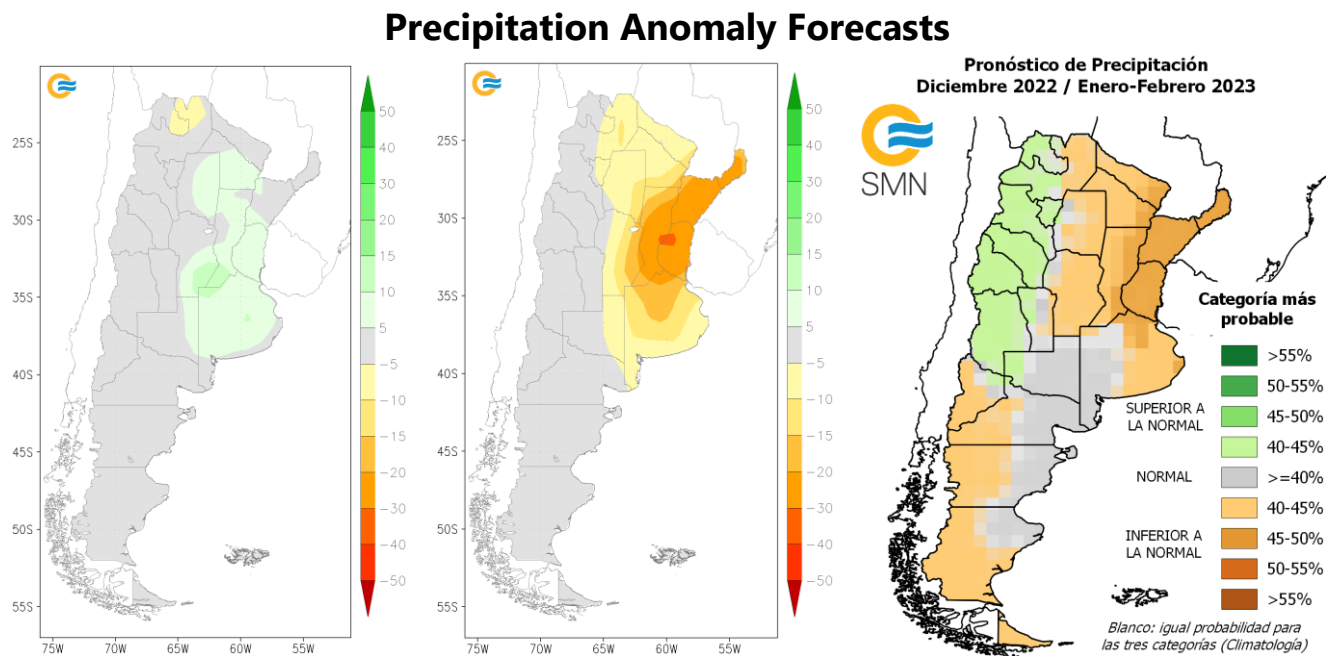 Precipitation Anomaly Forecasts
25S
30S
35S
40S
45S
50S
55S
75W
70W
65W
60W
55W
50
40
30
20
15
10
5
−5
−10
−15
−20
−30
−40
−50
25S
30S
35S
40S
45S
50S
55S
75W
70W
65W
60W
55W
50
40
30
20
15
10
5
−5
−10
−15
−20
−30
−40
−50
Pronóstico de Precipitación
Diciembre 2022 / Enero-Febrero 2023
SMN
Categoría más
probable
>55%
50-55%
SUPERIOR A
LA NORMAL
45-50%
40-45%
NORMAL
>=40%
40-45%
INFERIOR A
LA NORMAL
45-50%
50-55%
>55%
Blanco: igual probabilidad para
las tres categorías (Climatología)